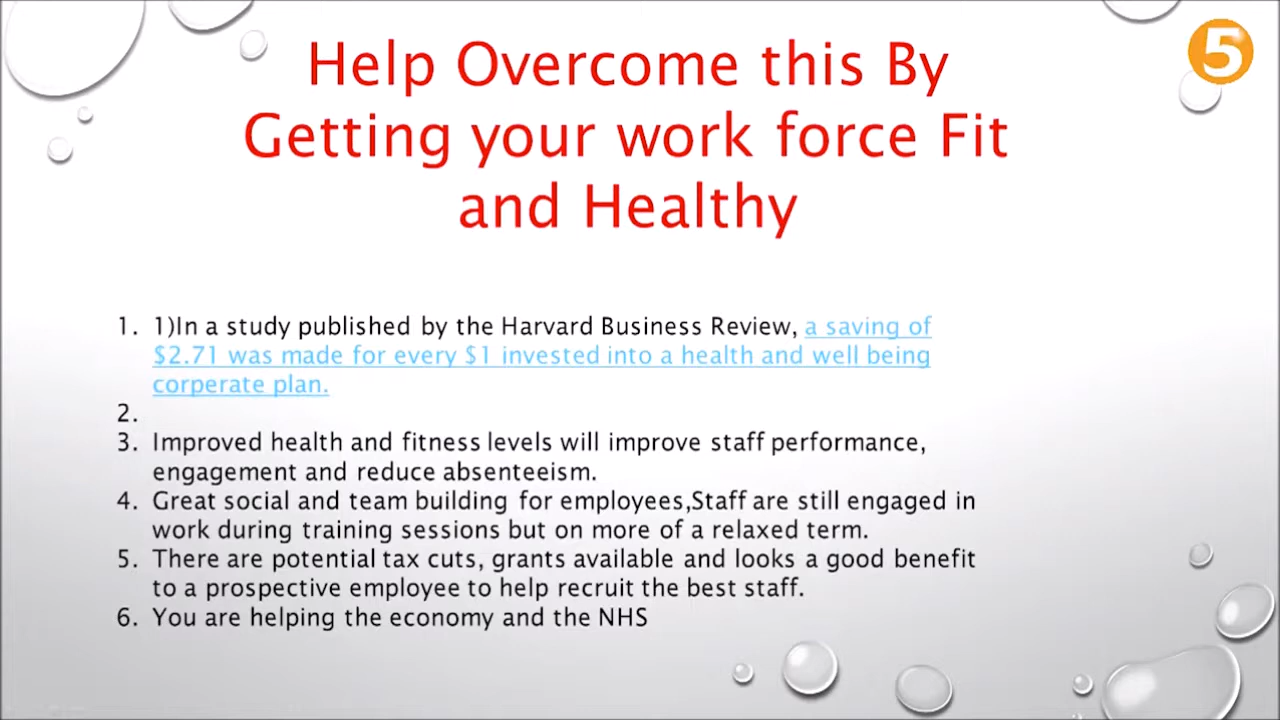 5
Help Overcome this By
Getting your work force Fit
and Healthy
1. 1)In a study published by the Harvard Business Review, a saving of
$2.71 was made for every $1 invested into a health and well being
corperate plan.
2.
3. Improved health and fitness levels will improve staff performance,
engagement and reduce absenteeism.
4. Great social and team building for employees,Staff are still engaged in
work during training sessions but on more of a relaxed term.
5. There are potential tax cuts, grants available and looks a good benefit
to a prospective employee to help recruit the best staff.
6. You are helping the economy and the NHS